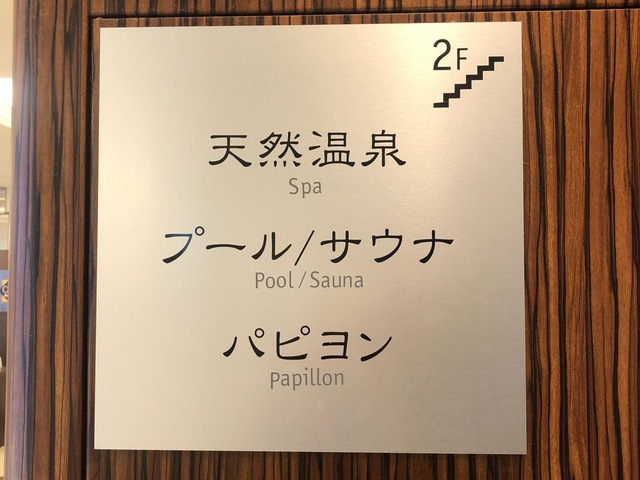 2F
天然温泉
Spa
プール/サウナ
Pool/Sauna
パピヨン
Papillon